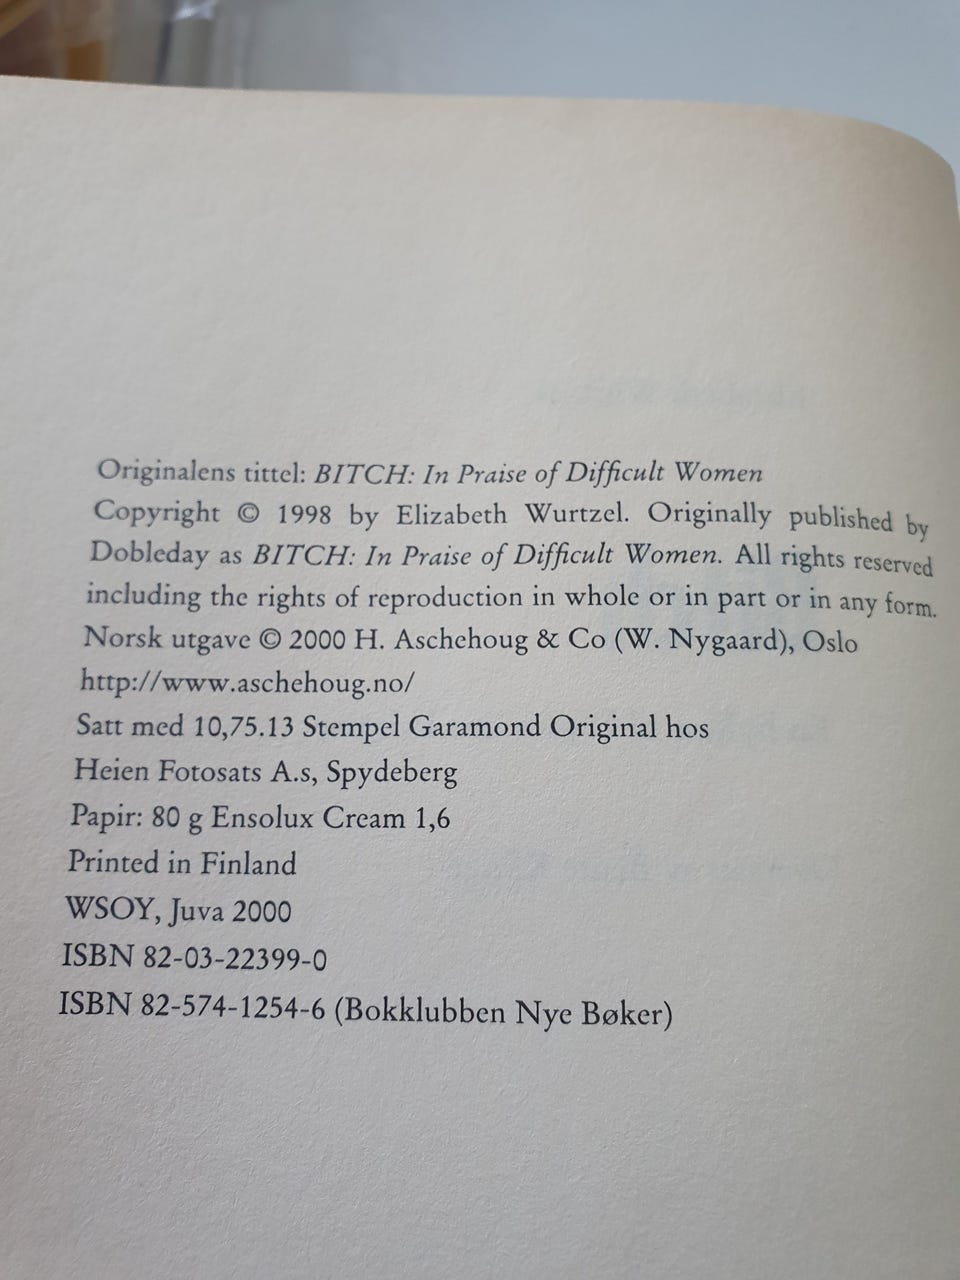 Originalens tittel: BITCH: In Praise of Difficult Women
Copyright © 1998 by Elizabeth Wurtzel. Originally published by
Dobleday as BITCH: In Praise of Difficult Women. All rights reserved
including the rights of reproduction in whole or in part or in any form.
Norsk utgave © 2000 H. Aschehoug & Co (W. Nygaard), Oslo
http://www.aschehoug.no/
Satt med 10,75.13 Stempel Garamond Original hos
Heien Fotosats A.s, Spydeberg
Papir: 80 g Ensolux Cream 1,6
Printed in Finland
WSOY, Juva 2000
ISBN 82-03-22399-0
ISBN 82-574-1254-6 (Bokklubben Nye Bøker)